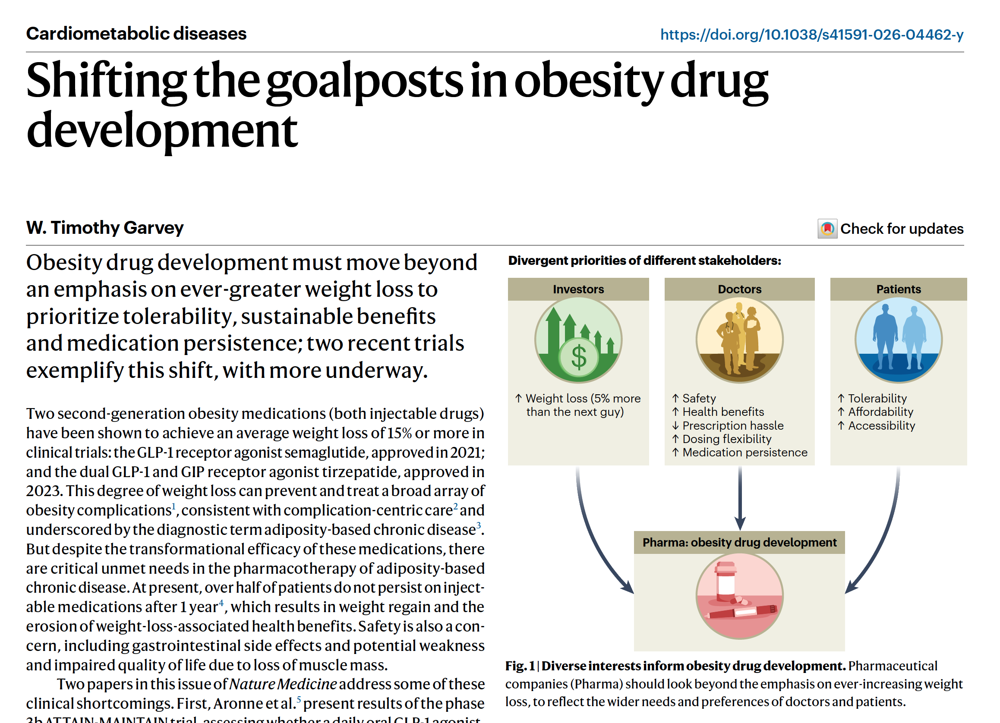 Cardiometabolic diseases
https://doi.org/10.1038/s41591-026-04462-y
Shifting the goalposts in obesity drug
development
W. Timothy Garvey
Check for updates
Obesity drug development must move beyond
an emphasis on ever-greater weight loss to
prioritize tolerability, sustainable benefits
and medication persistence; two recent trials
exemplify this shift, with more underway.
Two second-generation obesity medications (both injectable drugs)
have been shown to achieve an average weight loss of 15% or more in
clinical trials: the GLP-1 receptor agonist semaglutide, approved in 2021;
and the dual GLP-1 and GIP receptor agonist tirzepatide, approved in
2023. This degree of weight loss can prevent and treat a broad array of
obesity complications1, consistent with complication-centric care2 and
underscored by the diagnostic term adiposity-based chronic disease3.
But despite the transformational efficacy of these medications, there
are critical unmet needs in the pharmacotherapy of adiposity-based
chronic disease. At present, over half of patients do not persist on inject-
able medications after 1 year4, which results in weight regain and the
erosion of weight-loss-associated health benefits. Safety is also a con-
cern, including gastrointestinal side effects and potential weakness
and impaired quality of life due to loss of muscle mass.
Two papers in this issue of Nature Medicine address some of these
clinical shortcomings. First, Aronne et al.5 present results of the phase
3b ATTAIN-MAINTAIN trial, assessing whether a daily oral GLP-1 agonist,
Divergent priorities of different stakeholders:
Investors
$
↑ Weight loss (5% more
than the next guy)
Doctors
↑ Safety
↑ Health benefits
↓ Prescription hassle
↑ Dosing flexibility
↑ Medication persistence
Patients
↑ Tolerability
↑ Affordability
↑ Accessibility
Pharma: obesity drug development
Fig. 1 | Diverse interests inform obesity drug development. Pharmaceutical
companies (Pharma) should look beyond the emphasis on ever-increasing weight
loss, to reflect the wider needs and preferences of doctors and patients.